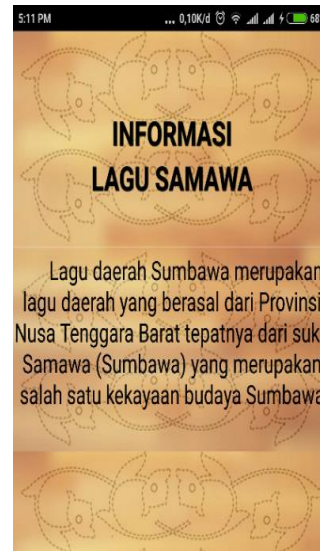 5:11 PM ... 0,10K/d 68
INFORMASI
LAGU SAMAWA
Lagu daerah Sumbawa merupakan
lagu daerah yang berasal dari Provinsi
Nusa Tenggara Barat tepatnya dari suk
Samawa (Sumbawa) yang merupakan
salah satu kekayaan budaya Sumbawa